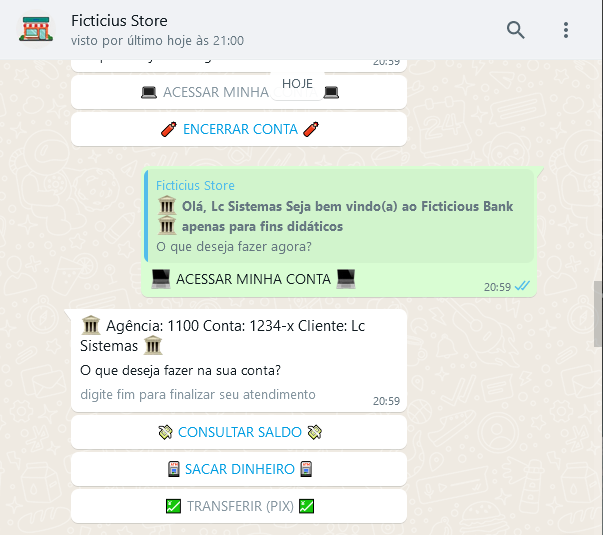 Ficticius Store
visto por último hoje às 21:00
20:59
HOJE
ACESSAR MINHA
ENCERRAR CONTA
Ficticius Store
Olá, Lc Sistemas Seja bem vindo(a) ao Ficticious Bank
apenas para fins didáticos
O que deseja fazer agora?
ACESSAR MINHA CONTA
20:59
Agência: 1100 Conta: 1234-x Cliente: Lc
Sistemas
O que deseja fazer na sua conta?
digite fim para finalizar seu atendimento
20:59
CONSULTAR SALDO
SACAR DINHEIRO
TRANSFERIR (PIX)